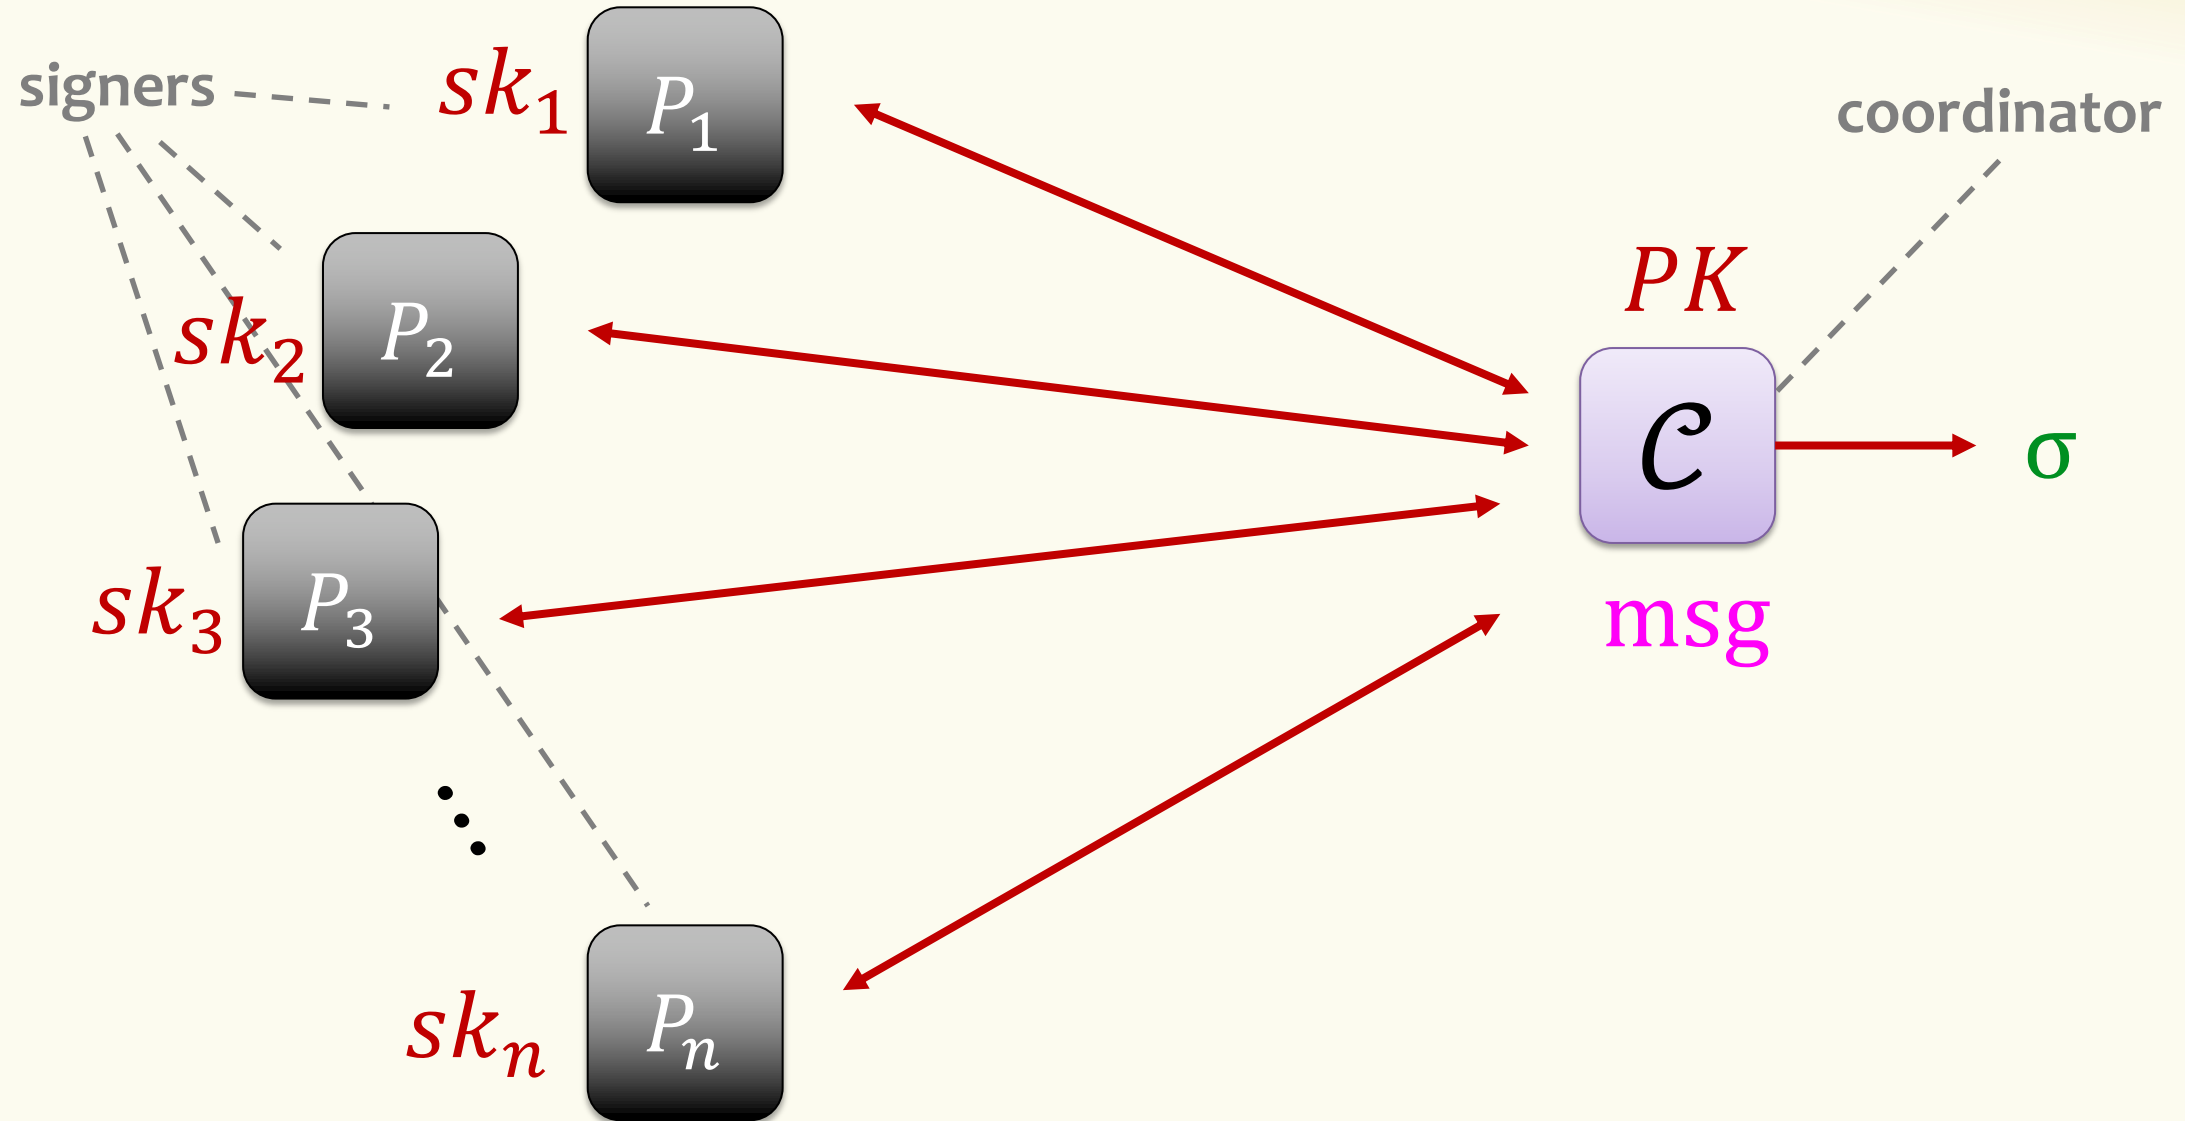 signers
sk₁ P₁
coordinator
PK
sk₂ P₂
𝒞
σ
sk₃ P₃
msg
skₙ Pₙ